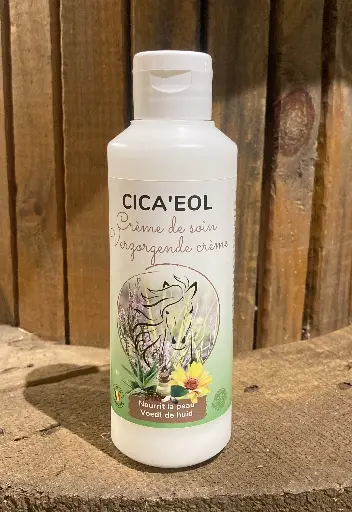 CICA'EOL
Crème de soin
Verzorgende crème
Nourrit la peau
Voedt de huid